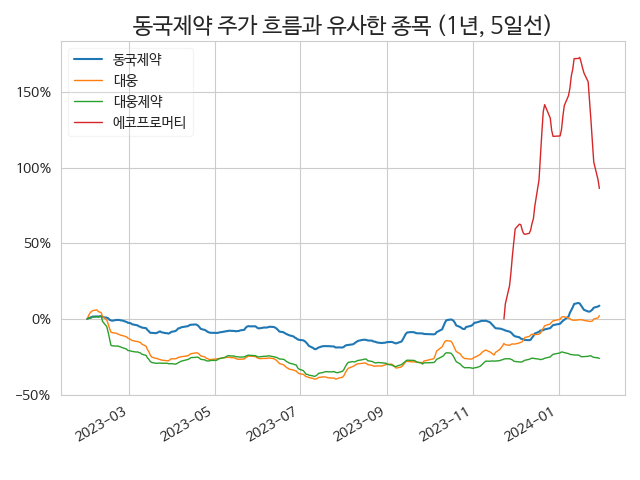 동국제약 주가 흐름과 유사한 종목 (1년, 5일선)
동국제약
대웅
대웅제약
에코프로머티
150%
100%
50%
0%
−50%
2023-03
2023-05
2023-07
2023-09
2023-11
2024-01